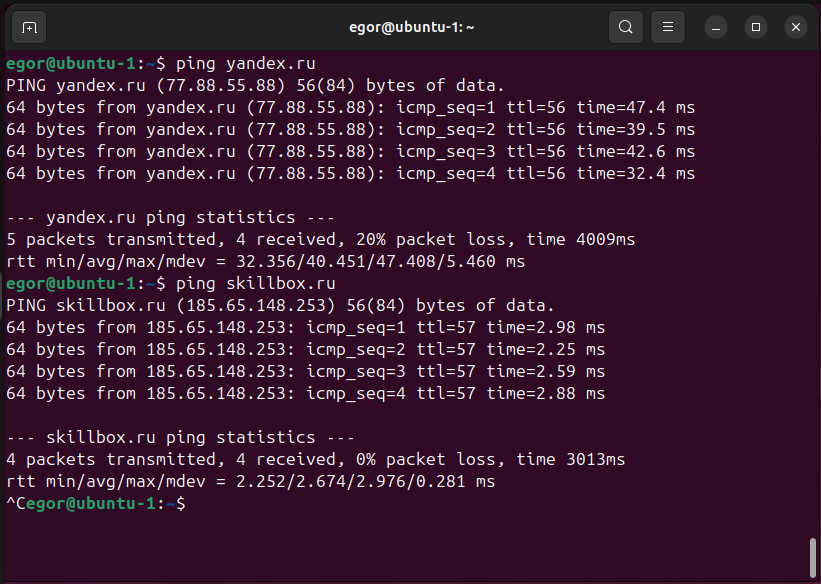 egor@ubuntu-1: ~
egor@ubuntu-1:~$ ping yandex.ru
PING yandex.ru (77.88.55.88) 56(84) bytes of data.
64 bytes from yandex.ru (77.88.55.88): icmp_seq=1 ttl=56 time=47.4 ms
64 bytes from yandex.ru (77.88.55.88): icmp_seq=2 ttl=56 time=39.5 ms
64 bytes from yandex.ru (77.88.55.88): icmp_seq=3 ttl=56 time=42.6 ms
64 bytes from yandex.ru (77.88.55.88): icmp_seq=4 ttl=56 time=32.4 ms
--- yandex.ru ping statistics ---
5 packets transmitted, 4 received, 20% packet loss, time 4009ms
rtt min/avg/max/mdev = 32.356/40.451/47.408/5.460 ms
egor@ubuntu-1:~$ ping skillbox.ru
PING skillbox.ru (185.65.148.253) 56(84) bytes of data.
64 bytes from 185.65.148.253: icmp_seq=1 ttl=57 time=2.98 ms
64 bytes from 185.65.148.253: icmp_seq=2 ttl=57 time=2.25 ms
64 bytes from 185.65.148.253: icmp_seq=3 ttl=57 time=2.59 ms
64 bytes from 185.65.148.253: icmp_seq=4 ttl=57 time=2.88 ms
--- skillbox.ru ping statistics ---
4 packets transmitted, 4 received, 0% packet loss, time 3013ms
rtt min/avg/max/mdev = 2.252/2.674/2.976/0.281 ms
^Cegor@ubuntu-1:~$